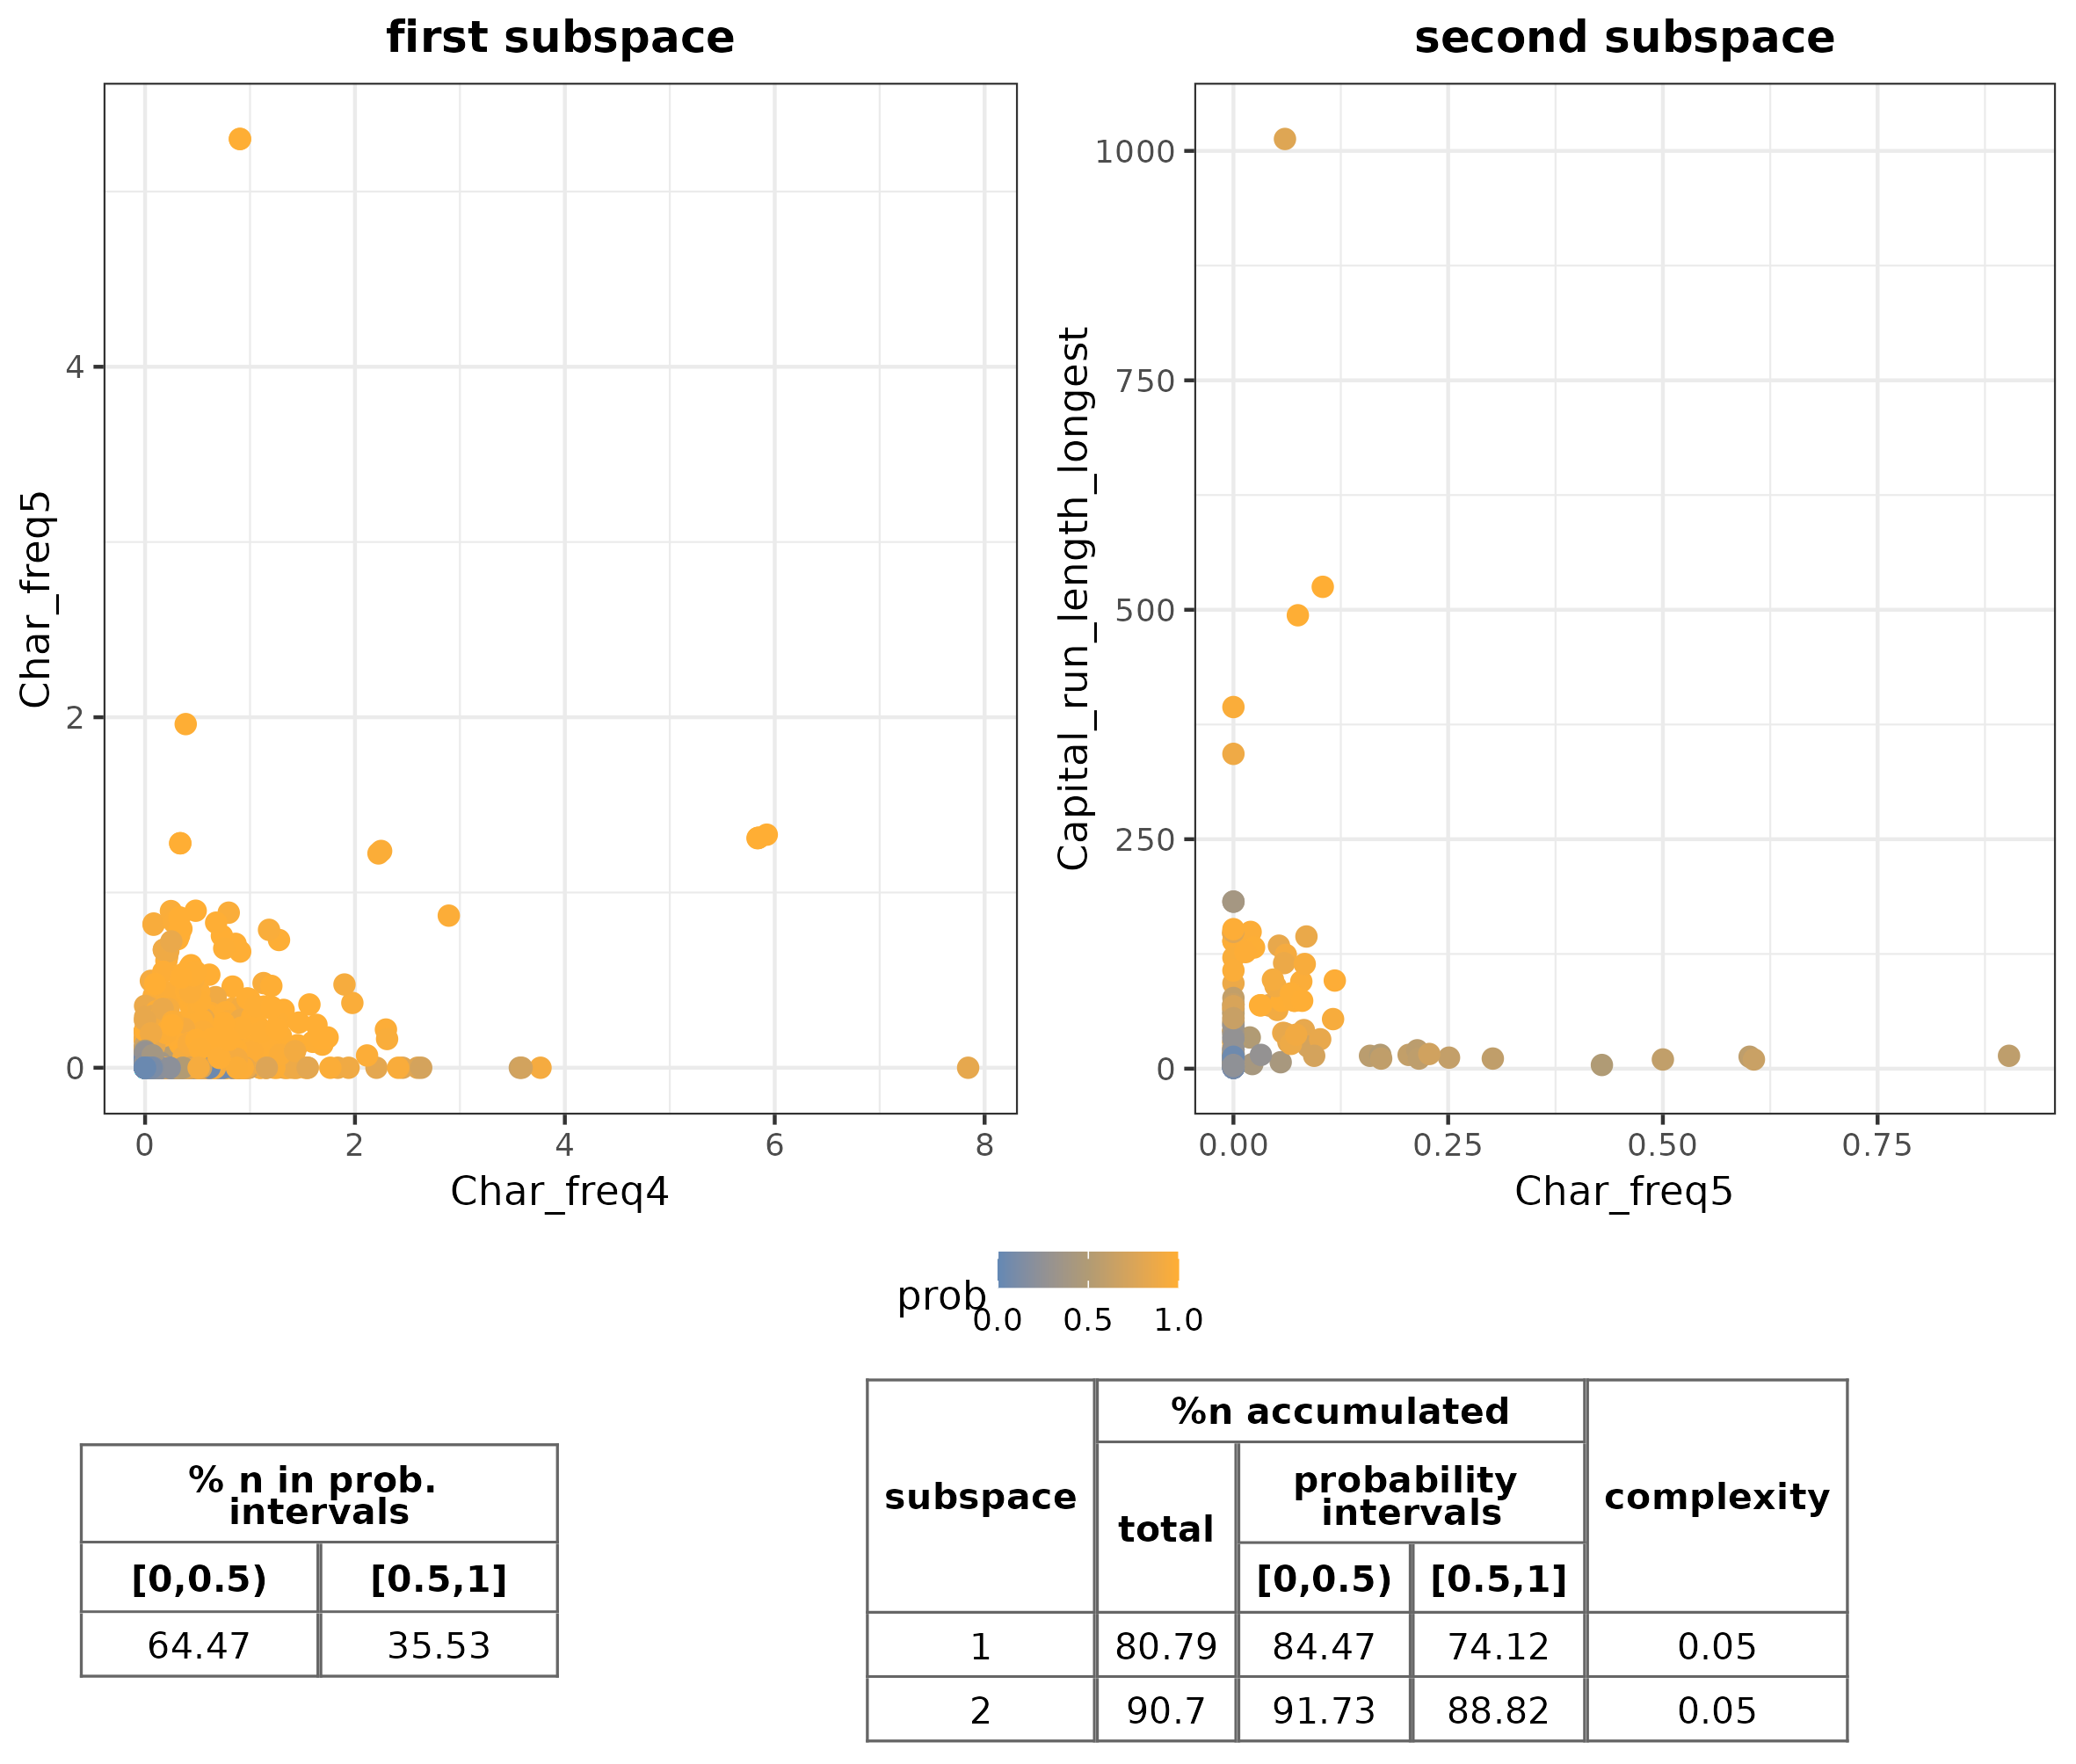 first subspace
second subspace
Char_freq5
4
2
0
0
2
4
6
8
Char_freq4
Capital_run_length_longest
1000
750
500
250
0
0.00
0.25
0.50
0.75
Char_freq5
prob
0.0
0.5
1.0
% n in prob.
intervals
[0,0.5)
[0.5,1]
64.47
35.53
subspace
%n accumulated
complexity
total
probability
intervals
[0,0.5)
[0.5,1]
1
80.79
84.47
74.12
0.05
2
90.7
91.73
88.82
0.05